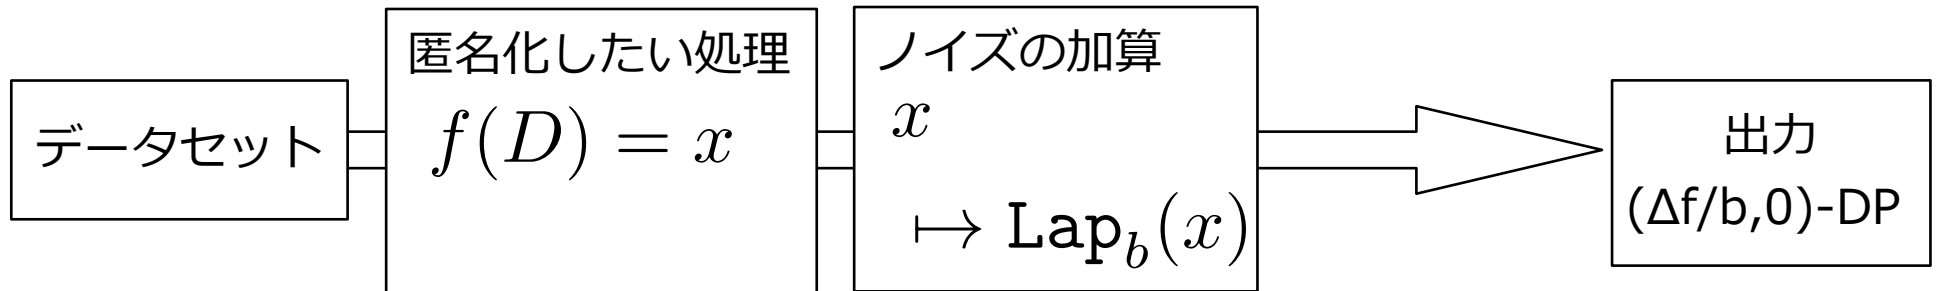 データセット
匿名化したい処理
f(D) = x
ノイズの加算
x
↦ Lap_b(x)
出力
(Δf/b,0)-DP